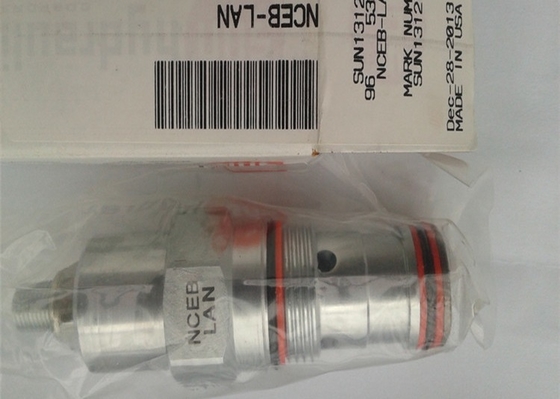 NCEB-LAN
SUN1312
96 53
NCEB-LA
MARK NUM
SUN1312
Dec-28-2013
MADE IN USA
NCEB
LAN